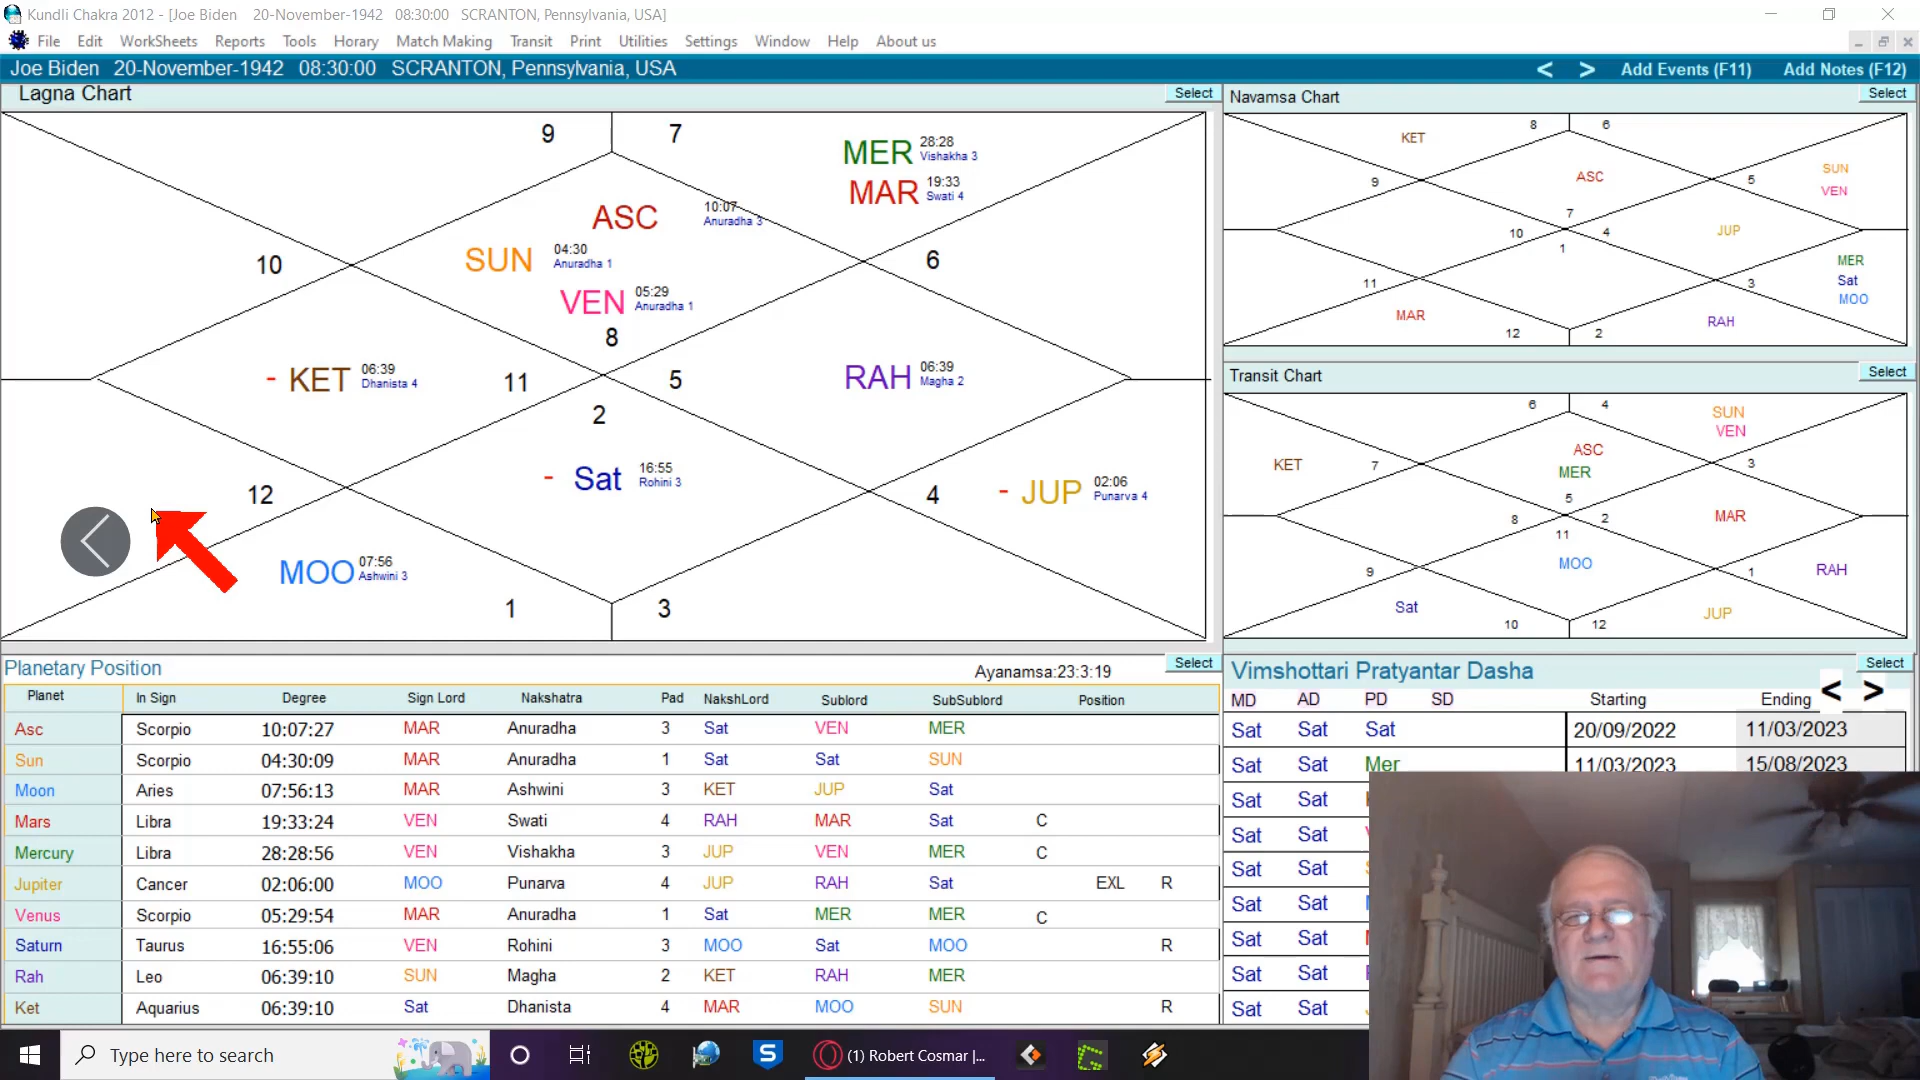 Kundli Chakra 2012 - [Joe Biden 20-November-1942 08:30:00 SCRANTON, Pennsylvania, USA]
File Edit WorkSheets Reports Tools Horary Match Making Transit Print Utilities Settings Window Help About us
Joe Biden 20-November-1942 08:30:00 SCRANTON, Pennsylvania, USA
< > Add Events (F11) Add Notes (F12)
Lagna Chart Select
9 7
MER 28:28 Vishakha 3
MAR 19:33 Swati 4
ASC 10:07 Anuradha 3
SUN 04:30 Anuradha 1
10 6
VEN 05:29 Anuradha 1
8
- KET 06:39 Dhanista 4
11 5
RAH 06:39 Magha 2
2
- Sat 16:55 Rohini 3
12 4
- JUP 02:06 Punarva 4
MOO 07:56 Ashwini 3
1 3
Navamsa Chart Select
8 6
KET
SUN
ASC
9 5
VEN
7
10 4 JUP
1
MER
11 3 Sat
MOO
MAR RAH
12 2
Transit Chart Select
6 4 SUN
VEN
ASC
KET 7 MER 3
5
8 2 MAR
11
MOO
9 1 RAH
Sat JUP
10 12
Planetary Position Ayanamsa:23:3:19 Select
Planet In Sign Degree Sign Lord Nakshatra Pad NakshLord Sublord SubSublord Position
Asc Scorpio 10:07:27 MAR Anuradha 3 Sat VEN MER
Sun Scorpio 04:30:09 MAR Anuradha 1 Sat Sat SUN
Moon Aries 07:56:13 MAR Ashwini 3 KET JUP Sat
Mars Libra 19:33:24 VEN Swati 4 RAH MAR Sat C
Mercury Libra 28:28:56 VEN Vishakha 3 JUP VEN MER C
Jupiter Cancer 02:06:00 MOO Punarva 4 JUP RAH Sat EXL R
Venus Scorpio 05:29:54 MAR Anuradha 1 Sat MER MER C
Saturn Taurus 16:55:06 VEN Rohini 3 MOO Sat MOO R
Rah Leo 06:39:10 SUN Magha 2 KET RAH MER
Ket Aquarius 06:39:10 Sat Dhanista 4 MAR MOO SUN R
Vimshottari Pratyantar Dasha Select
MD AD PD SD Starting Ending < >
Sat Sat Sat 20/09/2022 11/03/2023
Sat Sat Mer 11/03/2023 15/08/2023
Sat Sat
Sat Sat
Sat Sat
Sat Sat
Sat Sat
Sat Sat
Sat Sat
Type here to search
S
(1) Robert Cosmar |...